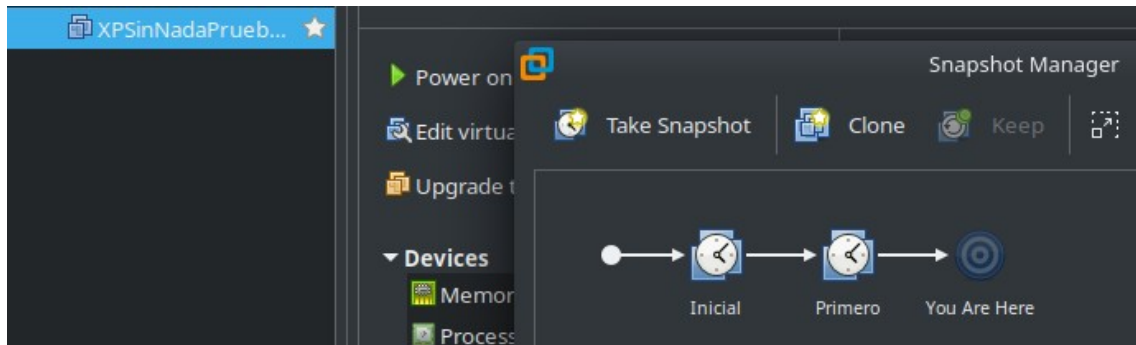 XPSinNadaPrueb...
Power on
Edit virtua
Upgrade t
Devices
Memor
Process
Snapshot Manager
Take Snapshot
Clone
Keep
Inicial
Primero
You Are Here